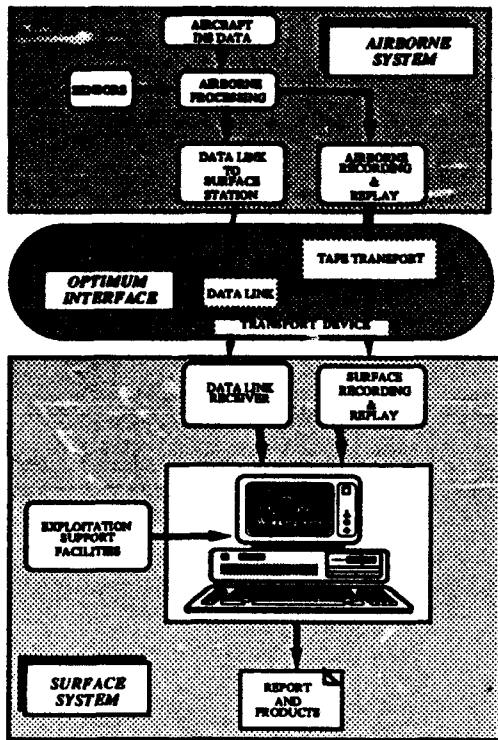 AIRCRAFT
INS DATA
AIRBORNE
SYSTEM
SENSORS
AIRBORNE
PROCESSING
DATA LINK
TO
SURFACE
STATION
AIRBORNE
RECORDING
&
REPLAY
TAPE TRANSPORT
OPTIMUM
INTERFACE
DATA LINK
TRANSPORT DEVICE
DATA LINK
RECEIVER
SURFACE
RECORDING
&
REPLAY
EXPLOITATION
SUPPORT
FACILITIES
SURFACE
SYSTEM
REPORT
AND
PRODUCTS